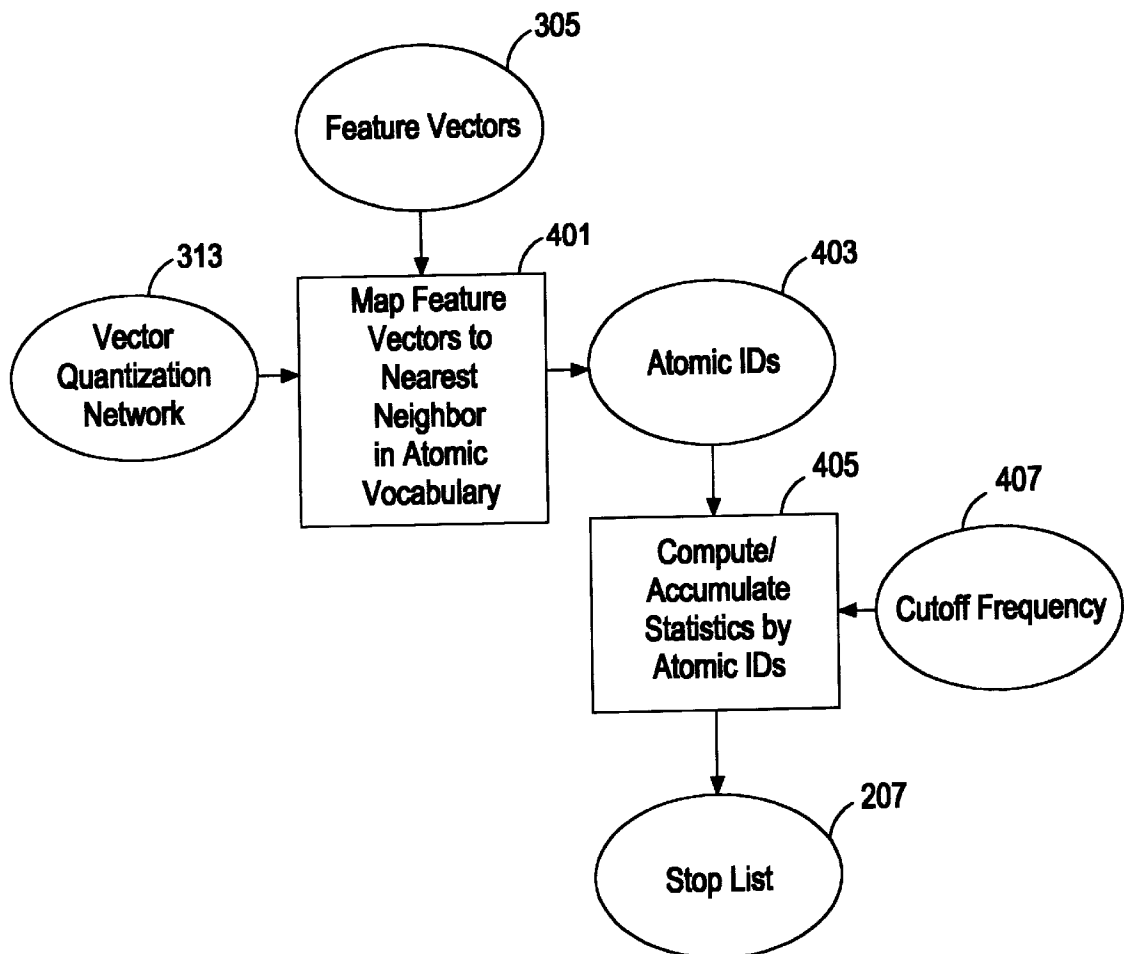 305
Feature Vectors
313
Vector
Quantization
Network
401
Map Feature
Vectors to
Nearest
Neighbor
in Atomic
Vocabulary
403
Atomic IDs
405
Compute/
Accumulate
Statistics by
Atomic IDs
407
Cutoff Frequency
207
Stop List